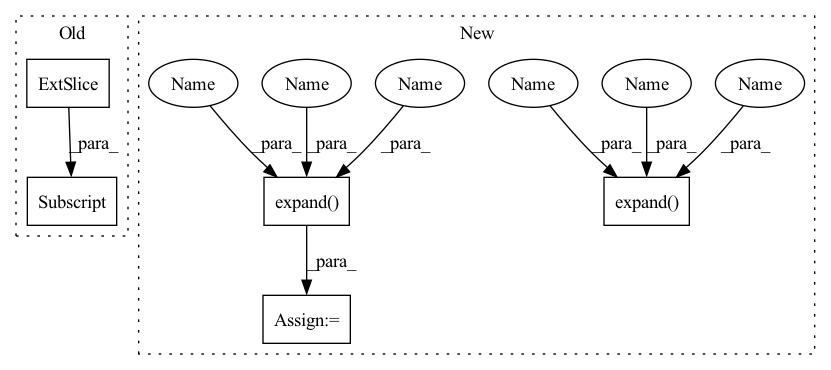 Old
New
ExtSlice
Name
Name
Name
Name
Name
Name
_para_
_para_
_para_
_para_
_para_
_para_
_para_
Subscript
expand()
expand()
_para_
Assign:=